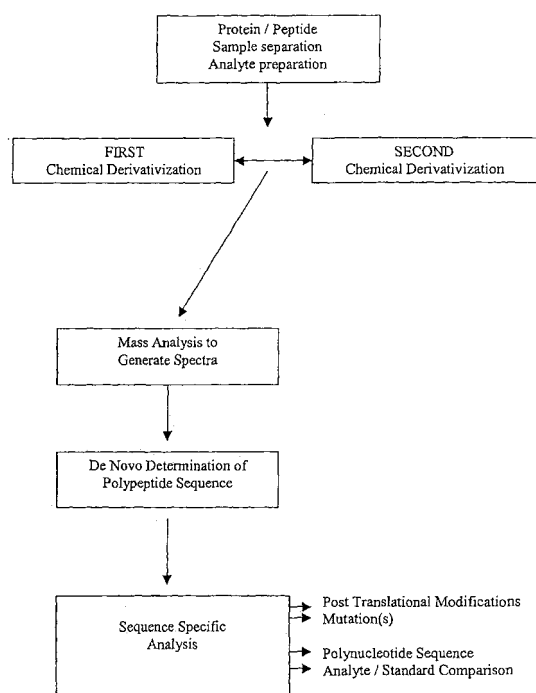 Protein / Peptide
Sample separation
Analyte preparation
FIRST
Chemical Derivativization
SECOND
Chemical Derivativization
Mass Analysis to
Generate Spectra
De Novo Determination of
Polypeptide Sequence
Sequence Specific
Analysis
Post Translational Modifications
Mutation(s)
Polynucleotide Sequence
Analyte / Standard Comparison